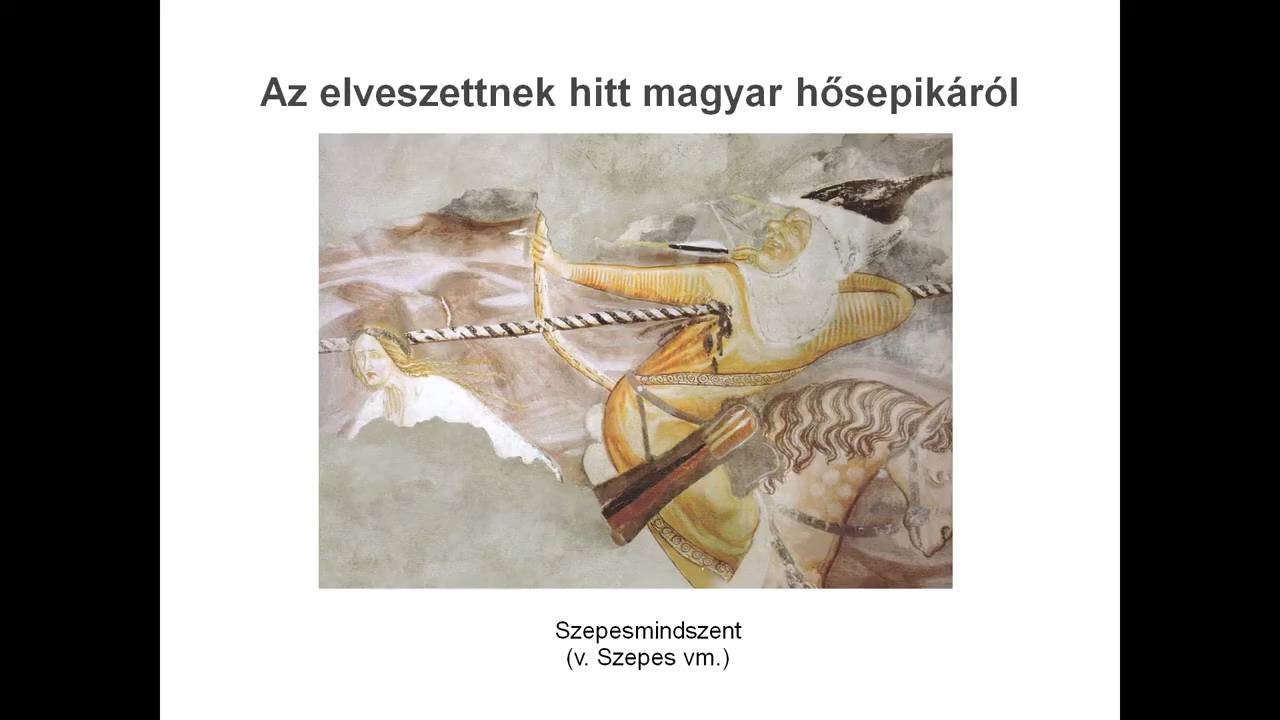 Az elveszettnek hitt magyar hősepikáról
Szepesmindszent
(v. Szepes vm.)